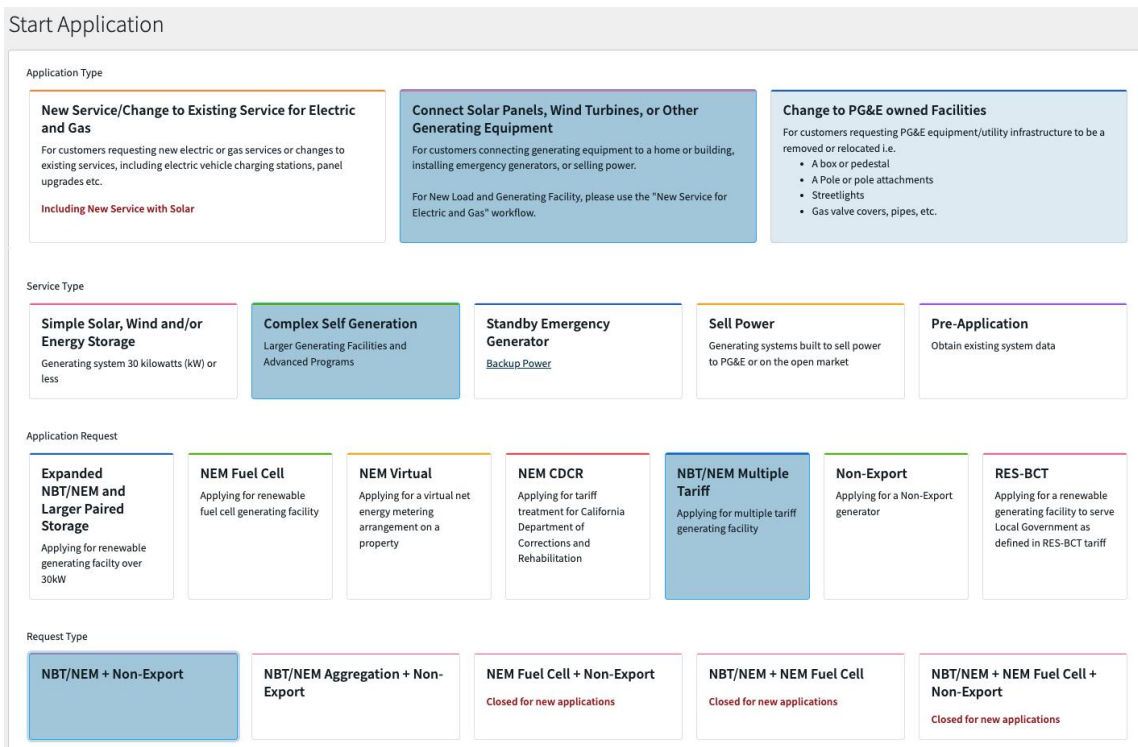 Start Application
Application Type
New Service/Change to Existing Service for Electric
and Gas
For customers requesting new electric or gas services or changes to
existing services, including electric vehicle charging stations, panel
upgrades etc.
Including New Service with Solar
Connect Solar Panels, Wind Turbines, or Other
Generating Equipment
For customers connecting generating equipment to a home or building,
installing emergency generators, or selling power.
For New Load and Generating Facility, please use the "New Service for
Electric and Gas" workflow.
Change to PG&E owned Facilities
For customers requesting PG&E equipment/utility infrastructure to be a
removed or relocated i.e.
• A box or pedestal
• A Pole or pole attachments
• Streetlights
• Gas valve covers, pipes, etc.
Service Type
Simple Solar, Wind and/or
Energy Storage
Generating system 30 kilowatts (kW) or
less
Complex Self Generation
Larger Generating Facilities and
Advanced Programs
Standby Emergency
Generator
Backup Power
Sell Power
Generating systems built to sell power
to PG&E or on the open market
Pre-Application
Obtain existing system data
Application Request
Expanded
NBT/NEM and
Larger Paired
Storage
Applying for renewable
generating facilty over
30kW
NEM Fuel Cell
Applying for renewable
fuel cell generating facility
NEM Virtual
Applying for a virtual net
energy metering
arrangement on a
property
NEM CDCR
Applying for tariff
treatment for California
Department of
Corrections and
Rehabilitation
NBT/NEM Multiple
Tariff
Applying for multiple tariff
generating facility
Non-Export
Applying for a Non-Export
generator
RES-BCT
Applying for a renewable
generating facility to serve
Local Government as
defined in RES-BCT tariff
Request Type
NBT/NEM + Non-Export
NBT/NEM Aggregation + Non-
Export
NEM Fuel Cell + Non-Export
Closed for new applications
NBT/NEM + NEM Fuel Cell
Closed for new applications
NBT/NEM + NEM Fuel Cell +
Non-Export
Closed for new applications